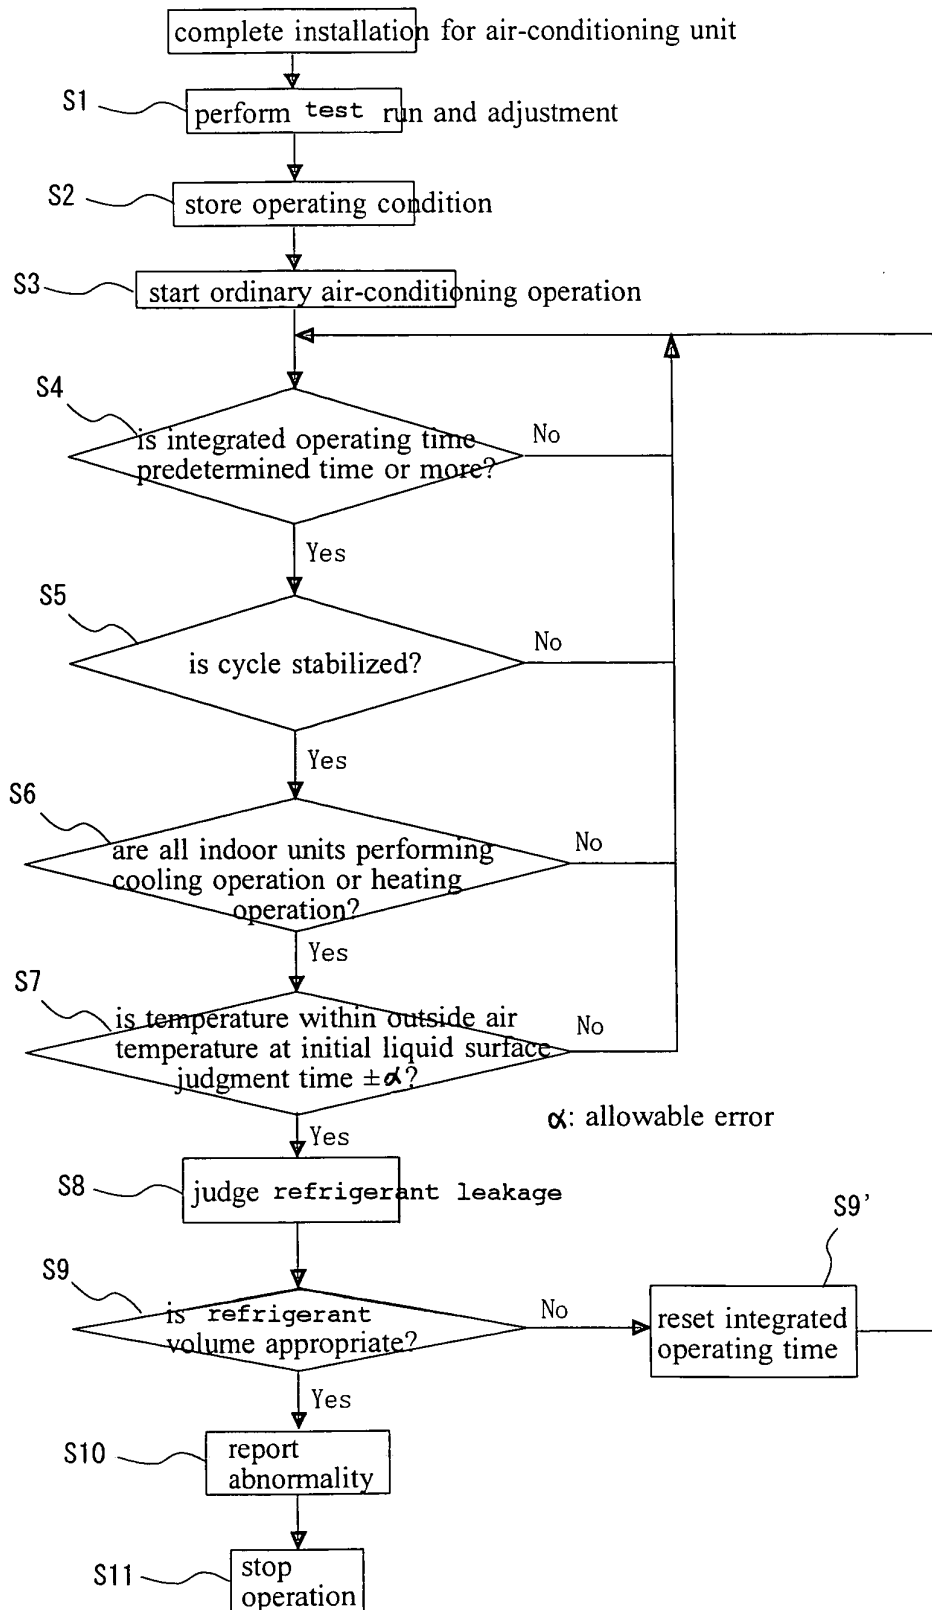 complete installation for air-conditioning unit
S1
perform test run and adjustment
S2
store operating condition
S3
start ordinary air-conditioning operation
S4
is integrated operating time
predetermined time or more?
No
Yes
S5
is cycle stabilized?
No
Yes
S6
are all indoor units performing
cooling operation or heating
operation?
No
Yes
S7
is temperature within outside air
temperature at initial liquid surface
judgment time ±α?
No
α: allowable error
Yes
S8
judge refrigerant leakage
S9'
S9
is refrigerant
volume appropriate?
No
reset integrated
operating time
Yes
S10
report
abnormality
S11
stop
operation